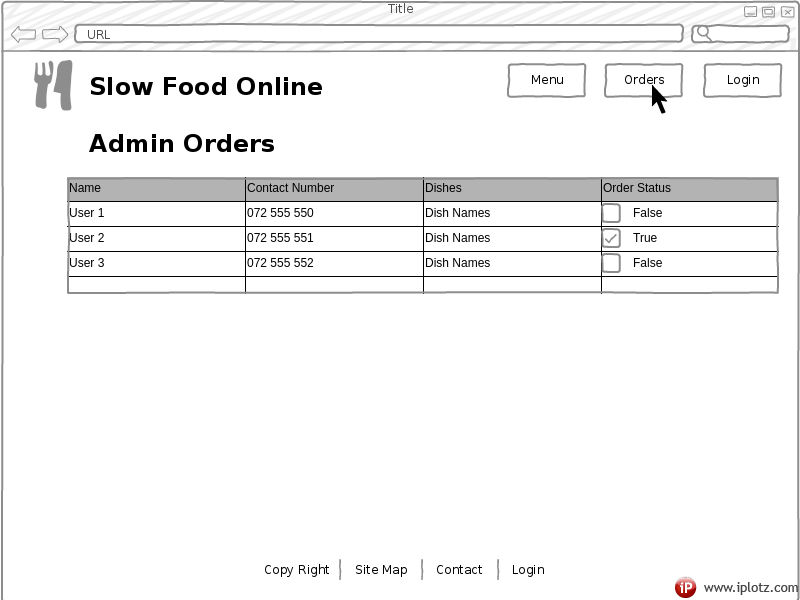 Title
URL
Slow Food Online
Menu
Orders
Login
Admin Orders
Name Contact Number Dishes Order Status
User 1 072 555 550 Dish Names False
User 2 072 555 551 Dish Names True
User 3 072 555 552 Dish Names False
Copy Right Site Map Contact Login
iP www.iplotz.com